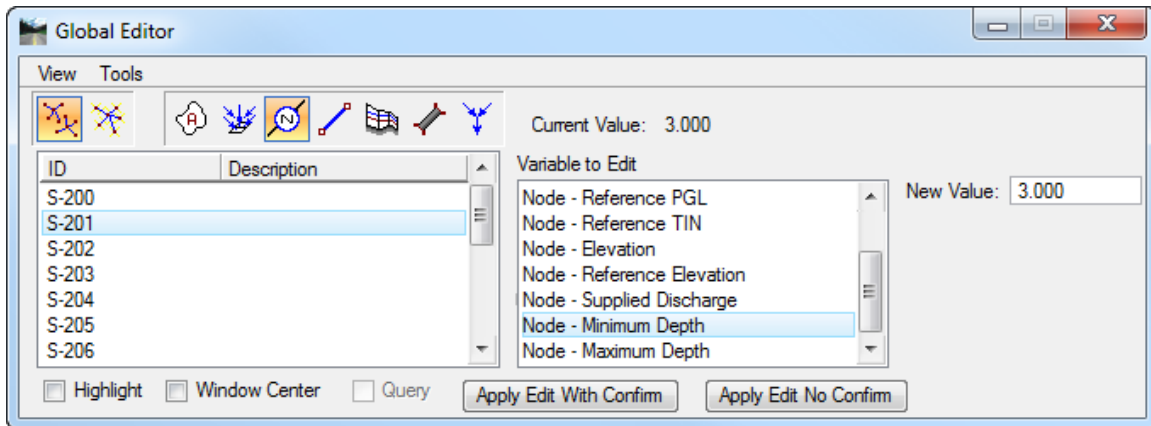 Global Editor
View Tools
Current Value: 3.000
ID Description
S-200
S-201
S-202
S-203
S-204
S-205
S-206
Variable to Edit
Node - Reference PGL
Node - Reference TIN
Node - Elevation
Node - Reference Elevation
Node - Supplied Discharge
Node - Minimum Depth
Node - Maximum Depth
New Value: 3.000
Highlight Window Center Query Apply Edit With Confirm Apply Edit No Confirm